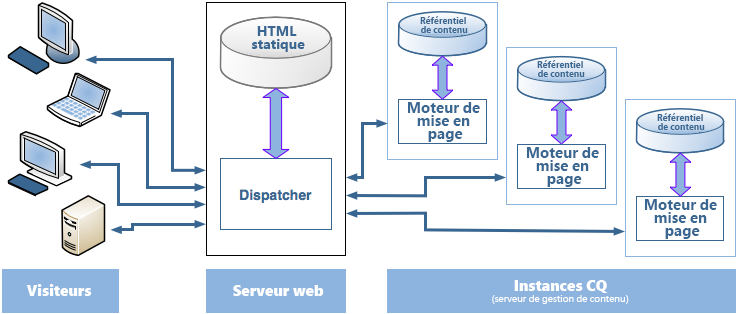 HTML
statique
Dispatcher
Référentiel
de contenu
Moteur de
mise en
page
Référentiel
de contenu
Moteur de
mise en
page
Référentiel
de contenu
Moteur de
mise en
page
Visiteurs
Serveur web
Instances CQ
(serveur de gestion de contenu)